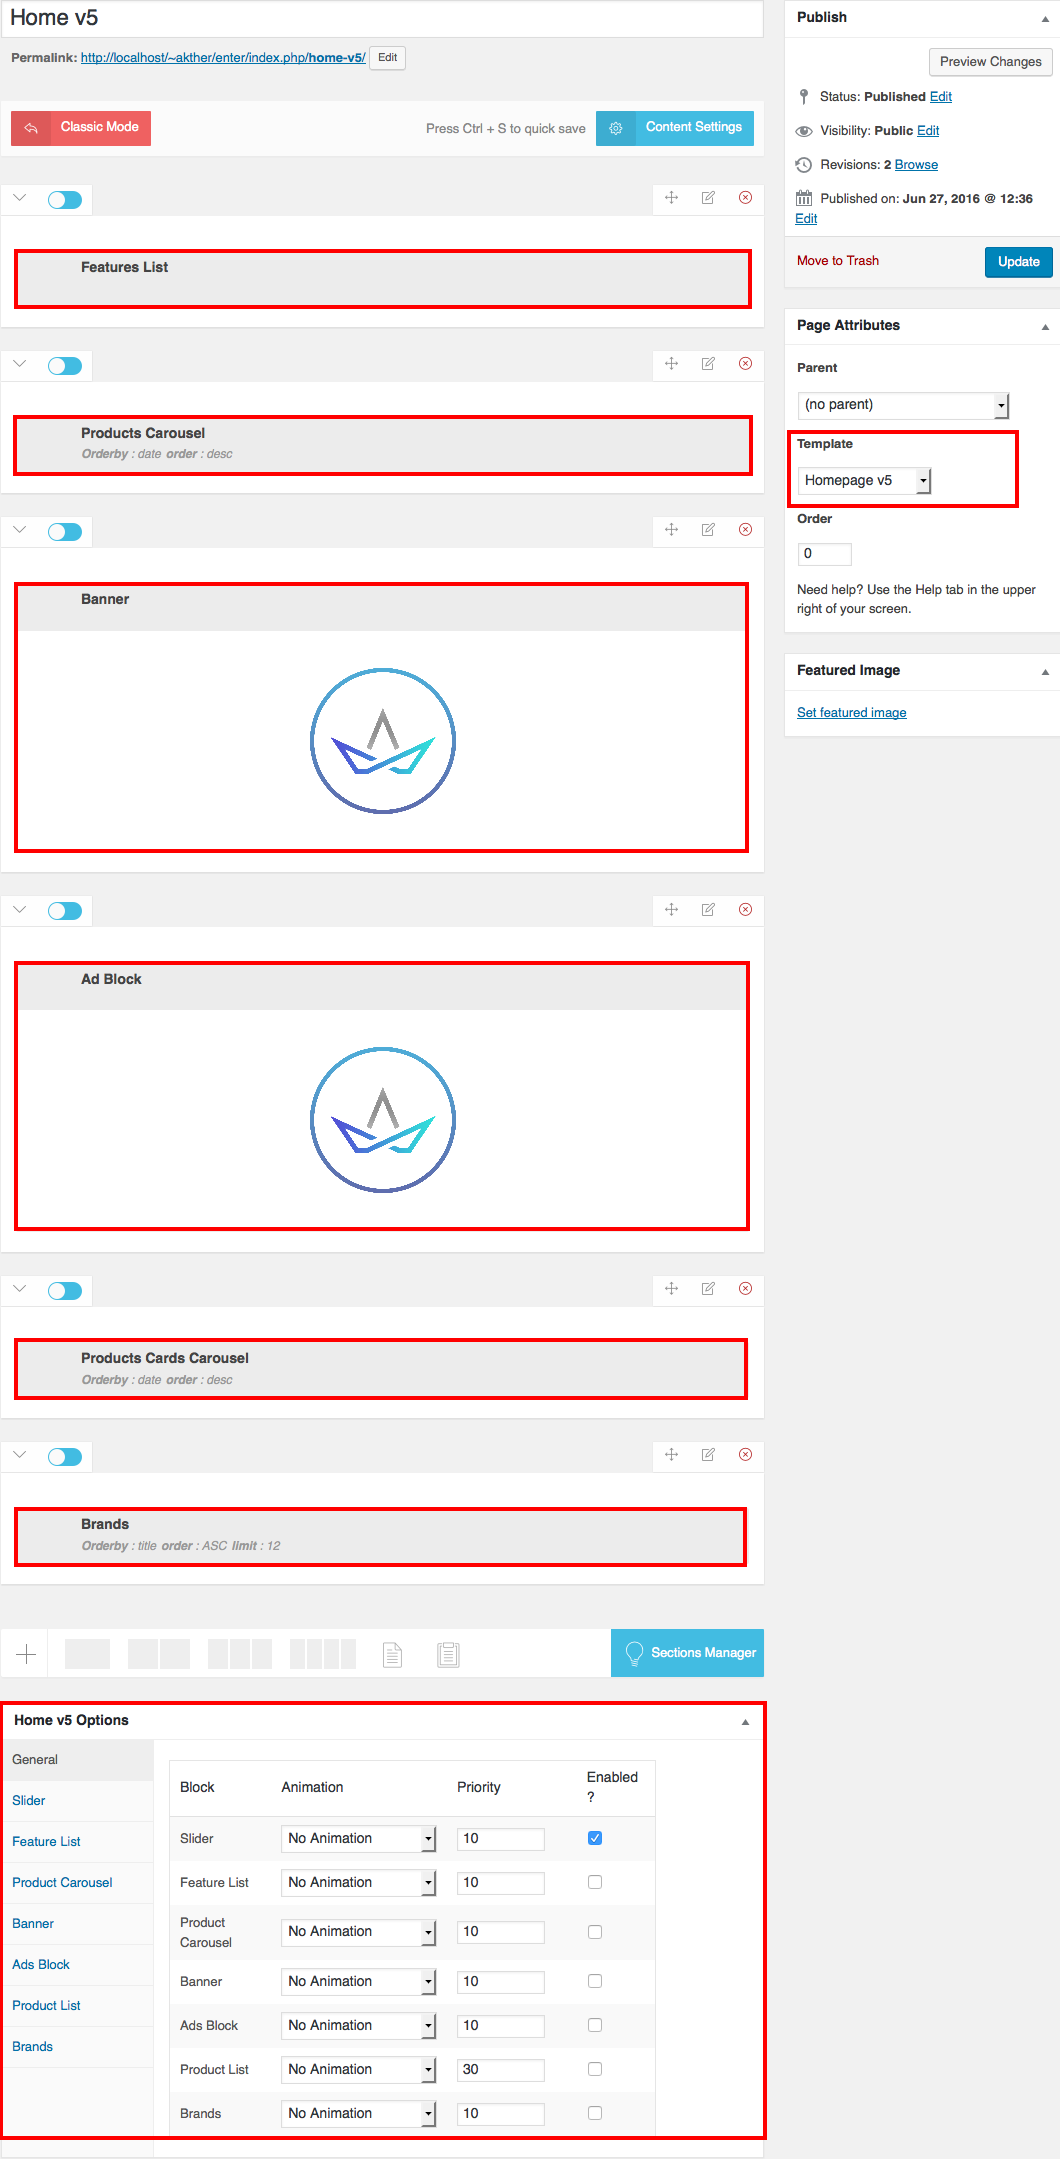 Home v5
Permalink: http://localhost/~akther/enter/index.php/home-v5/ Edit
Classic Mode
Press Ctrl + S to quick save
Content Settings
Features List
Products Carousel
Orderby : date order : desc
Banner
Ad Block
Products Cards Carousel
Orderby : date order : desc
Brands
Orderby : title order : ASC limit : 12
Sections Manager
Home v5 Options
General
Slider
Feature List
Product Carousel
Banner
Ads Block
Product List
Brands
Block Animation Priority Enabled
?
Slider No Animation 10
Feature List No Animation 10
Product
Carousel No Animation 10
Banner No Animation 10
Ads Block No Animation 10
Product List No Animation 30
Brands No Animation 10
Publish
Preview Changes
Status: Published Edit
Visibility: Public Edit
Revisions: 2 Browse
Published on: Jun 27, 2016 @ 12:36
Edit
Move to Trash
Update
Page Attributes
Parent
(no parent)
Template
Homepage v5
Order
0
Need help? Use the Help tab in the upper
right of your screen.
Featured Image
Set featured image